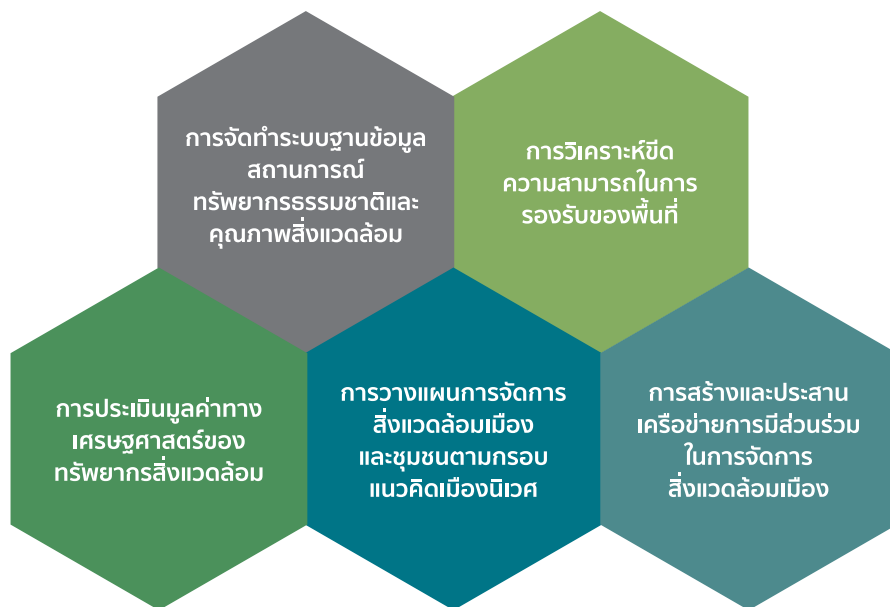 การจัดทำระบบฐานข้อมูล
สถานการณ์
ทรัพยากรธรรมชาติและ
คุณภาพสิ่งแวดล้อม
การวิเคราะห์ขีด
ความสามารถในการ
รองรับของพื้นที่
การประเมินมูลค่าทาง
เศรษฐศาสตร์ของ
ทรัพยากรสิ่งแวดล้อม
การวางแผนการจัดการ
สิ่งแวดล้อมเมือง
และชุมชนตามกรอบ
แนวคิดเมืองนิเวศ
การสร้างและประสาน
เครือข่ายการมีส่วนร่วม
ในการจัดการ
สิ่งแวดล้อมเมือง